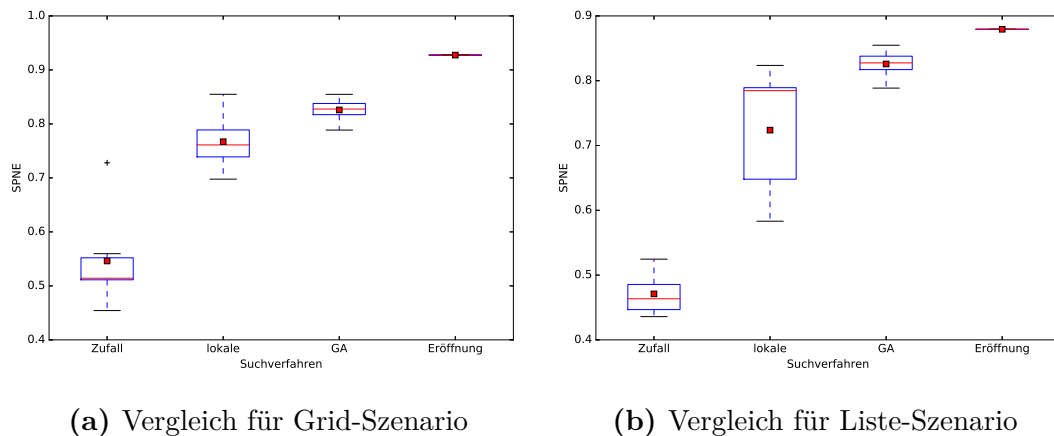 1.0
0.9
0.8
0.7
0.6
0.5
0.4
SPNE
Zufall lokale GA Eröffnung
Suchverfahren
(a) Vergleich für Grid-Szenario
0.9
0.8
0.7
0.6
0.5
0.4
SPNE
Zufall lokale GA Eröffnung
Suchverfahren
(b) Vergleich für Liste-Szenario